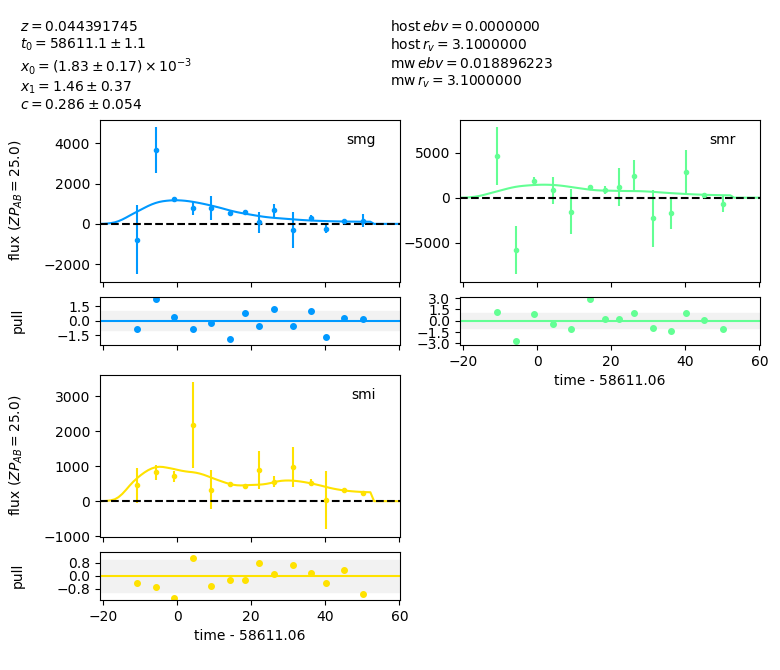 z = 0.044391745
t₀ = 58611.1 ± 1.1
x₀ = (1.83 ± 0.17) × 10⁻³
x₁ = 1.46 ± 0.37
c = 0.286 ± 0.054
host ebv = 0.0000000
host r_v = 3.1000000
mw ebv = 0.018896223
mw r_v = 3.1000000
flux (ZP_AB = 25.0)
4000
2000
0
−2000
smg
5000
0
−5000
smr
pull
1.5
0.0
−1.5
3.0
1.5
0.0
−1.5
−3.0
−20
0
20
40
60
time - 58611.06
flux (ZP_AB = 25.0)
3000
2000
1000
0
−1000
smi
pull
0.8
0.0
−0.8
−20
0
20
40
60
time - 58611.06